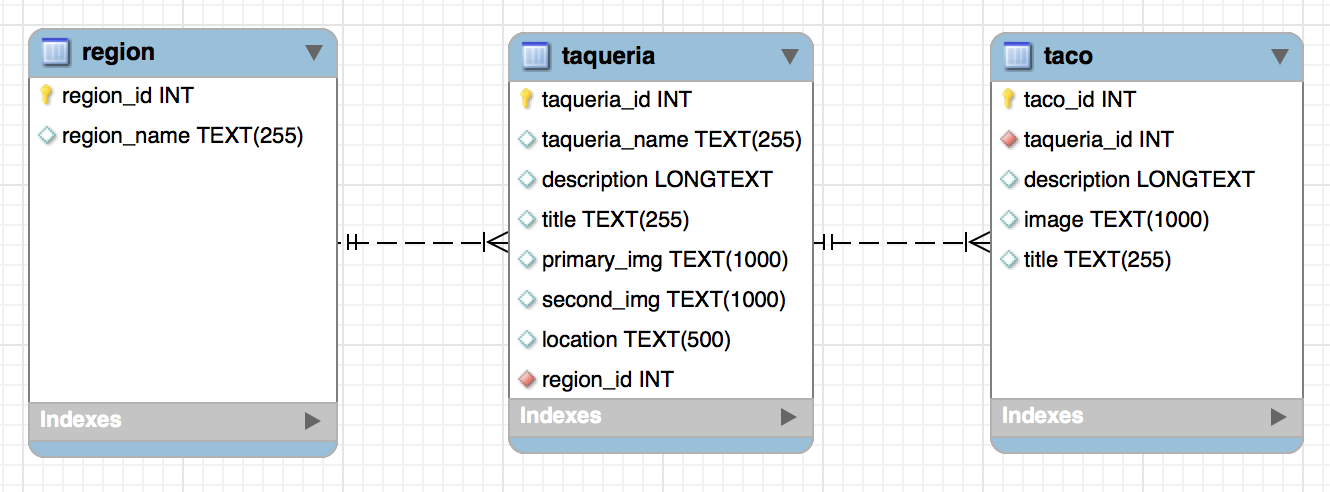 region
region_id INT
region_name TEXT(255)
Indexes
taqueria
taqueria_id INT
taqueria_name TEXT(255)
description LONGTEXT
title TEXT(255)
primary_img TEXT(1000)
second_img TEXT(1000)
location TEXT(500)
region_id INT
Indexes
taco
taco_id INT
taqueria_id INT
description LONGTEXT
image TEXT(1000)
title TEXT(255)
Indexes